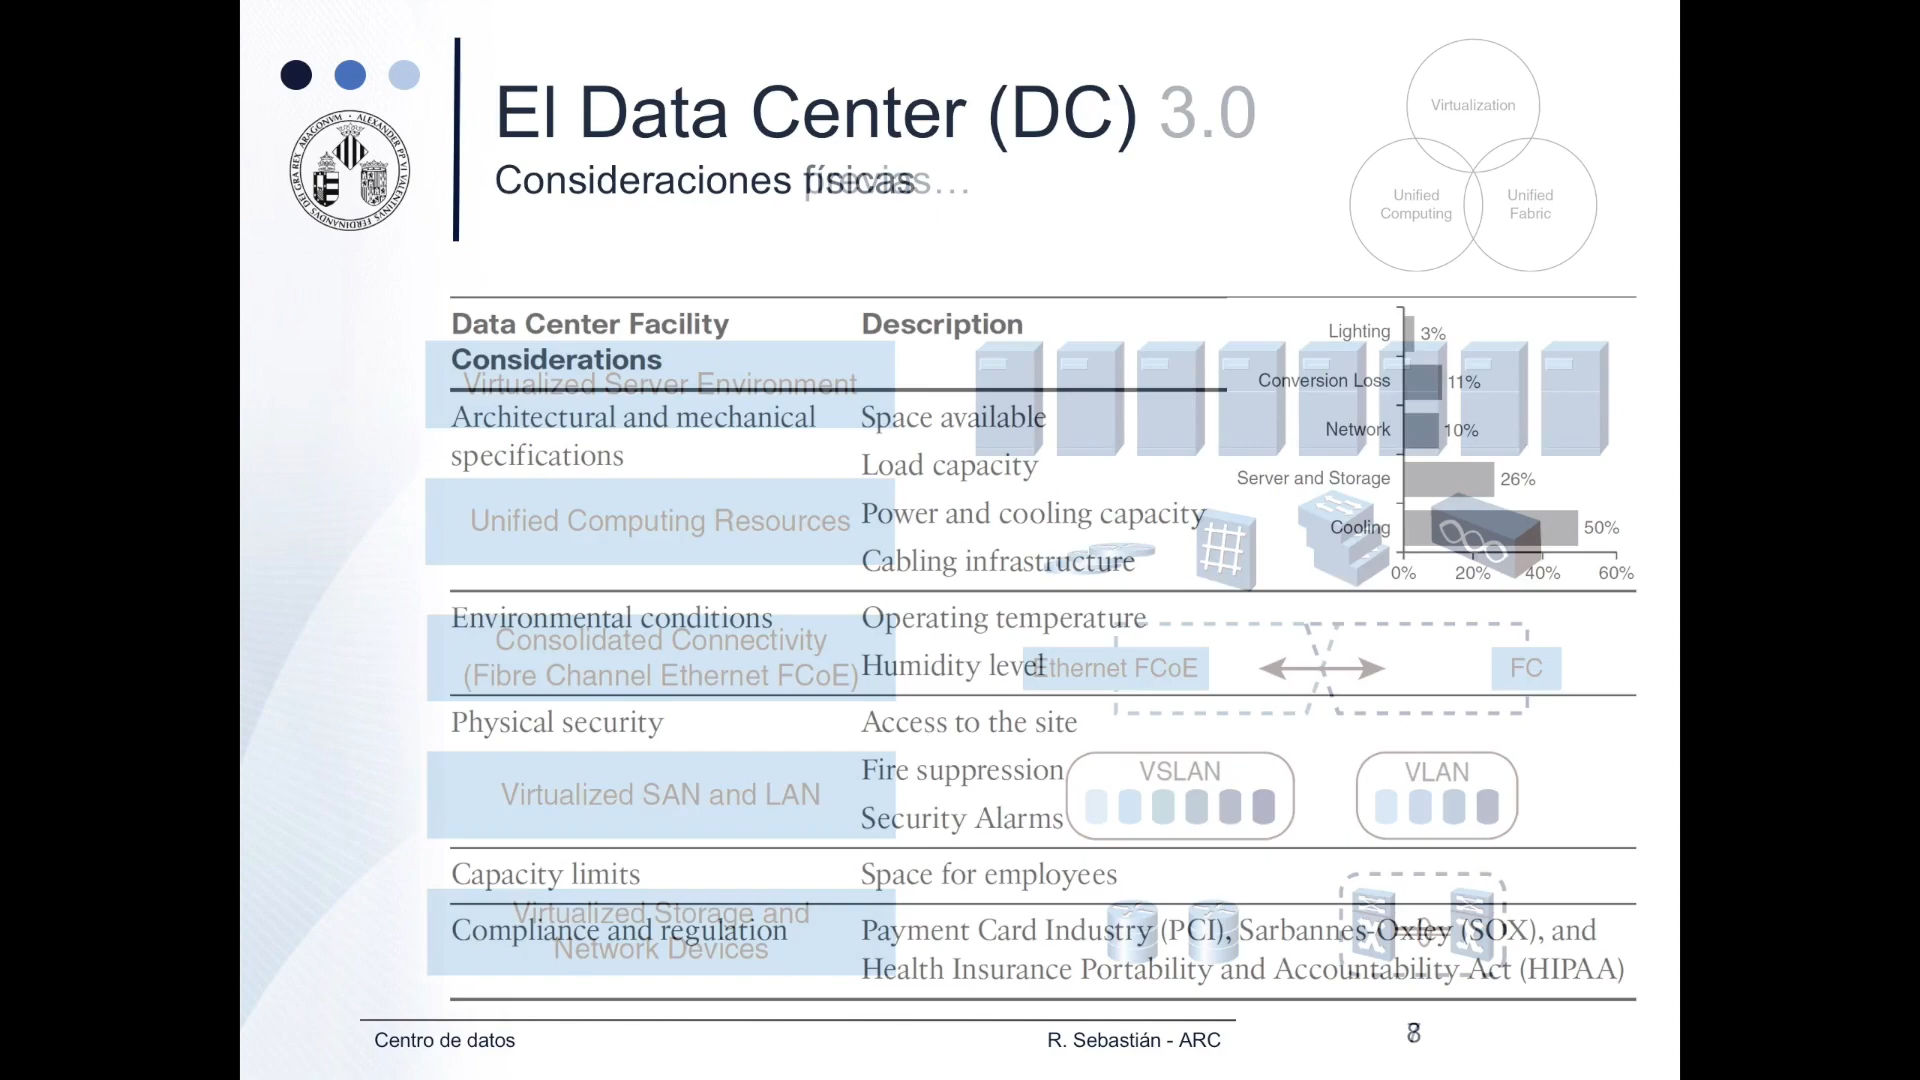 El Data Center (DC) 3.0
Consideraciones físicas
Virtualization
Unified
Computing
Unified
Fabric
Data Center Facility
Considerations
Description
Virtualized Server Environment
Architectural and mechanical
specifications
Space available
Load capacity
Power and cooling capacity
Cabling infrastructure
Lighting 3%
Conversion Loss 11%
Network 10%
Server and Storage 26%
Cooling 50%
0% 20% 40% 60%
Unified Computing Resources
Environmental conditions
Operating temperature
Humidity level
Consolidated Connectivity
(Fibre Channel Ethernet FCoE)
Ethernet FCoE
FC
Physical security
Access to the site
Fire suppression
Security Alarms
Virtualized SAN and LAN
VSLAN
VLAN
Capacity limits
Space for employees
Virtualized Storage and
Network Devices
Compliance and regulation
Payment Card Industry (PCI), Sarbannes-Oxley (SOX), and
Health Insurance Portability and Accountability Act (HIPAA)
Centro de datos
R. Sebastián - ARC